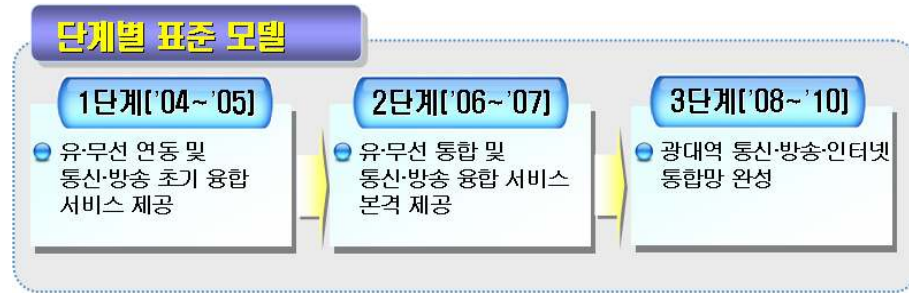 단계별 표준 모델
1단계['04~'05]
유·무선 연동 및
통신·방송 초기 융합
서비스 제공
2단계['06~'07]
유·무선 통합 및
통신·방송 융합 서비스
본격 제공
3단계['08~'10]
광대역 통신·방송·인터넷
통합망 완성